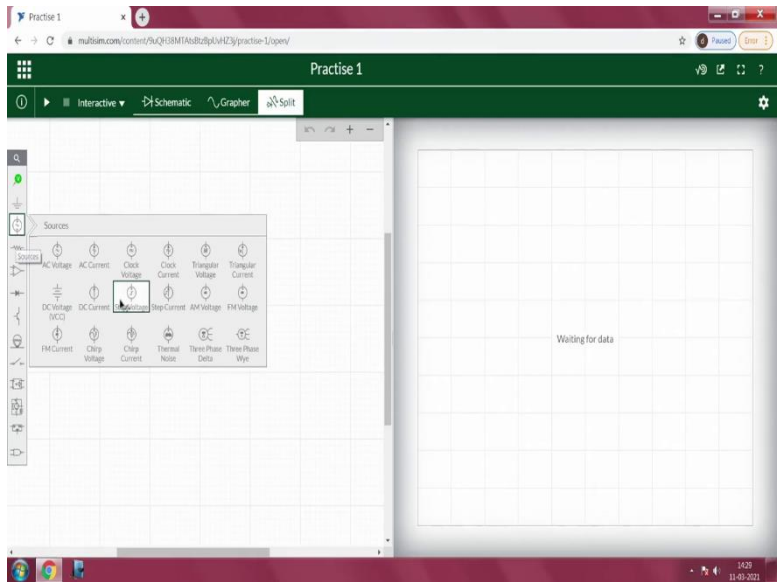 Practise 1
multisim.com/content/9uQH38MTAtsBtz8pUvHZ3j/practise-1/open/
d Paused
Error
Practise 1
Interactive
Schematic
Grapher
Split
Sources
Sources
AC Voltage
AC Current
Clock
Voltage
Clock
Current
Triangular
Voltage
Triangular
Current
DC Voltage
(VCC)
DC Current
Step Voltage
Step Current
AM Voltage
FM Voltage
FM Current
Chirp
Voltage
Chirp
Current
Thermal
Noise
Three Phase
Delta
Three Phase
Wye
Waiting for data
14:29
11-03-2021